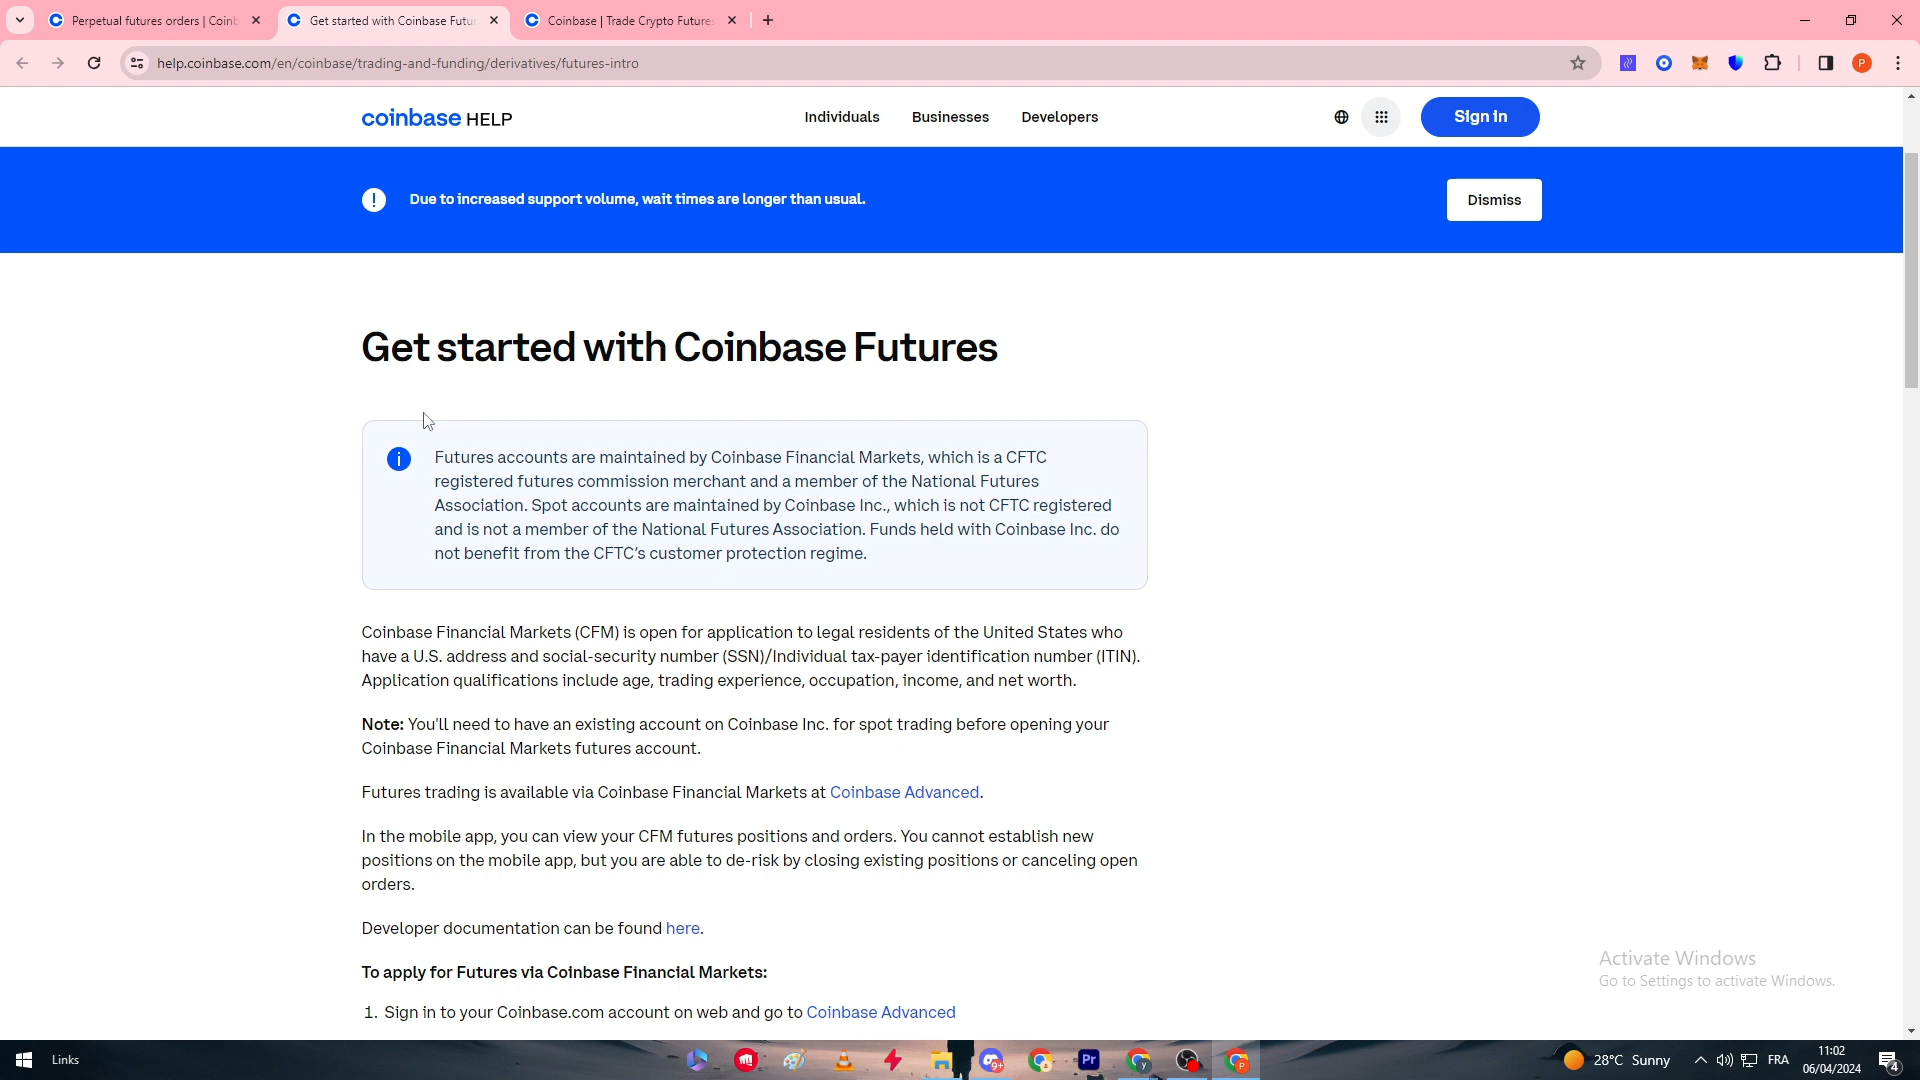 Perpetual futures orders | Coinb
Get started with Coinbase Futu
Coinbase | Trade Crypto Futures
help.coinbase.com/en/coinbase/trading-and-funding/derivatives/futures-intro
P
coinbase HELP
Individuals
Businesses
Developers
Sign in
Due to increased support volume, wait times are longer than usual.
Dismiss
Get started with Coinbase Futures
Futures accounts are maintained by Coinbase Financial Markets, which is a CFTC
registered futures commission merchant and a member of the National Futures
Association. Spot accounts are maintained by Coinbase Inc., which is not CFTC registered
and is not a member of the National Futures Association. Funds held with Coinbase Inc. do
not benefit from the CFTC's customer protection regime.
Coinbase Financial Markets (CFM) is open for application to legal residents of the United States who
have a U.S. address and social-security number (SSN)/Individual tax-payer identification number (ITIN).
Application qualifications include age, trading experience, occupation, income, and net worth.
Note: You'll need to have an existing account on Coinbase Inc. for spot trading before opening your
Coinbase Financial Markets futures account.
Futures trading is available via Coinbase Financial Markets at Coinbase Advanced.
In the mobile app, you can view your CFM futures positions and orders. You cannot establish new
positions on the mobile app, but you are able to de-risk by closing existing positions or canceling open
orders.
Developer documentation can be found here.
To apply for Futures via Coinbase Financial Markets:
1. Sign in to your Coinbase.com account on web and go to Coinbase Advanced
Activate Windows
Go to Settings to activate Windows.
Links
9+
Pr
y
P
28°C Sunny
FRA
11:02
06/04/2024
4